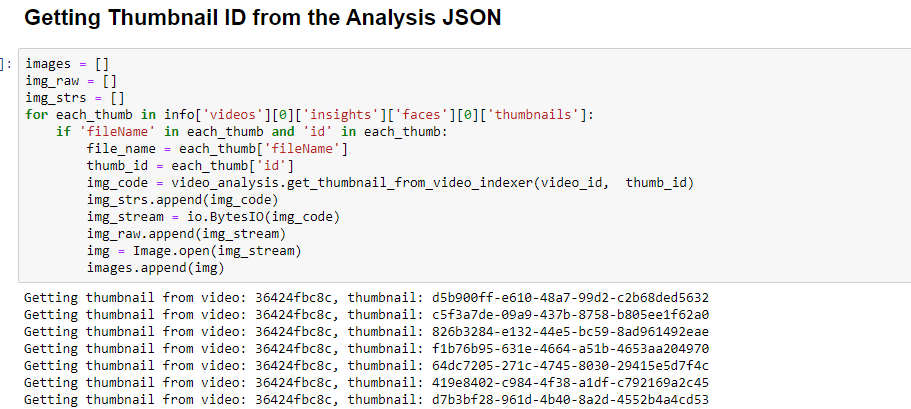 Getting Thumbnail ID from the Analysis JSON
]:
images = []
img_raw = []
img_strs = []
for each_thumb in info['videos'][0]['insights']['faces'][0]['thumbnails']:
    if 'fileName' in each_thumb and 'id' in each_thumb:
        file_name = each_thumb['fileName']
        thumb_id = each_thumb['id']
        img_code = video_analysis.get_thumbnail_from_video_indexer(video_id,  thumb_id)
        img_strs.append(img_code)
        img_stream = io.BytesIO(img_code)
        img_raw.append(img_stream)
        img = Image.open(img_stream)
        images.append(img)
Getting thumbnail from video: 36424fbc8c, thumbnail: d5b900ff-e610-48a7-99d2-c2b68ded5632
Getting thumbnail from video: 36424fbc8c, thumbnail: c5f3a7de-09a9-437b-8758-b805ee1f62a0
Getting thumbnail from video: 36424fbc8c, thumbnail: 826b3284-e132-44e5-bc59-8ad961492eae
Getting thumbnail from video: 36424fbc8c, thumbnail: f1b76b95-631e-4664-a51b-4653aa204970
Getting thumbnail from video: 36424fbc8c, thumbnail: 64dc7205-271c-4745-8030-29415e5d7f4c
Getting thumbnail from video: 36424fbc8c, thumbnail: 419e8402-c984-4f38-a1df-c792169a2c45
Getting thumbnail from video: 36424fbc8c, thumbnail: d7b3bf28-961d-4b40-8a2d-4552b4a4cd53